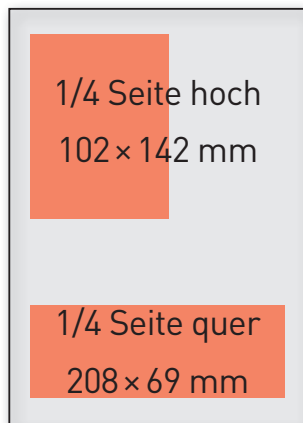 1/4 Seite hoch
102 × 142 mm
1/4 Seite quer
208 × 69 mm